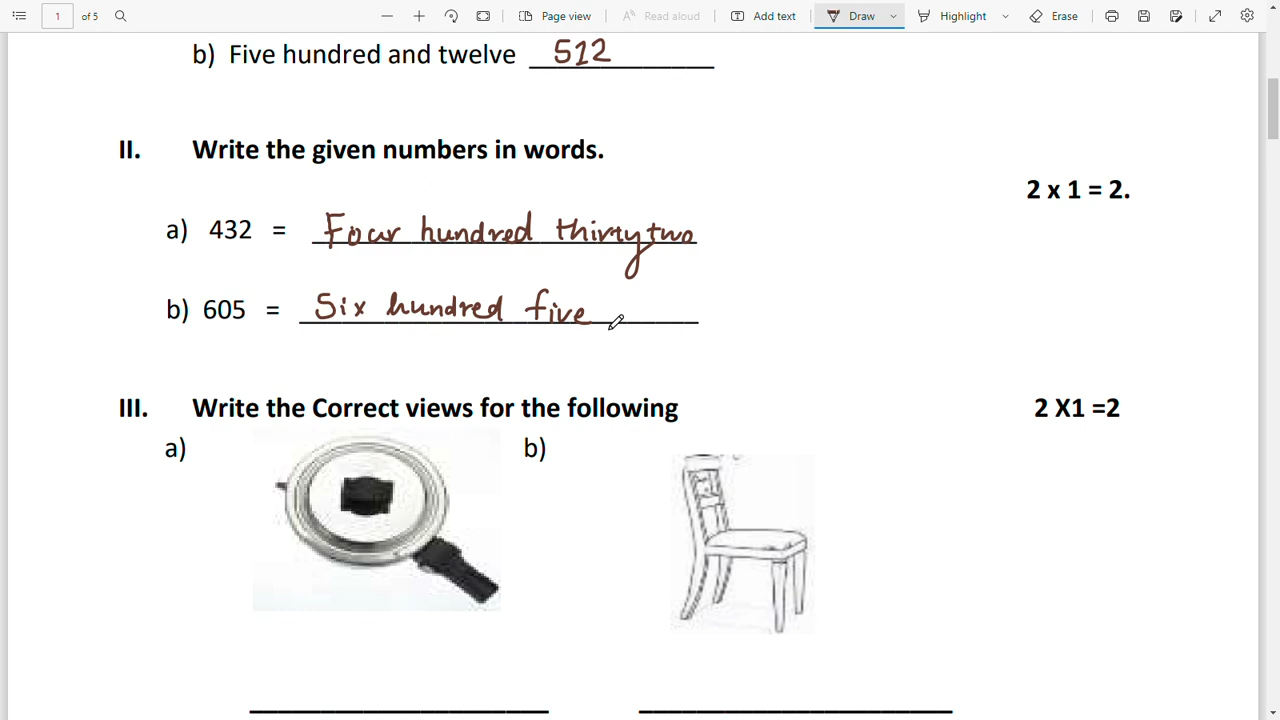 1 of 5 Page view Read aloud Add text Draw Highlight Erase
b) Five hundred and twelve 512
II. Write the given numbers in words.
2 x 1 = 2.
a) 432 = Four hundred thirty two
b) 605 = Six hundred five
III. Write the Correct views for the following 2 X1 =2
a) b)